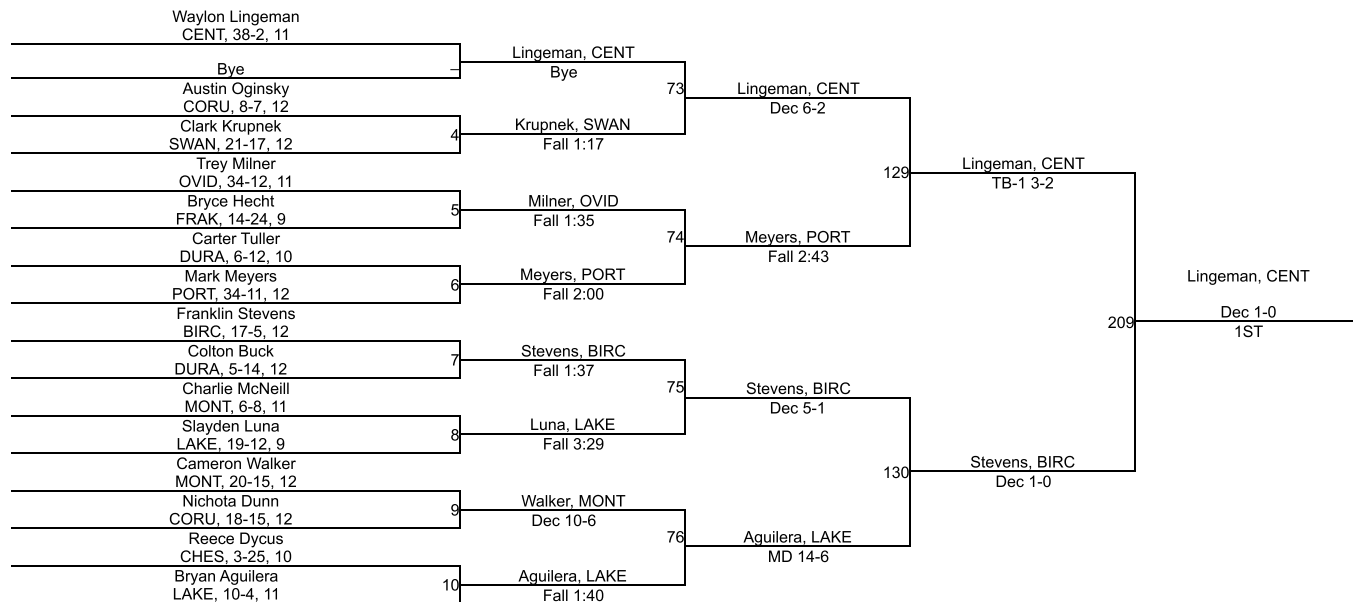 Waylon Lingeman
CENT, 38-2, 11
Bye
Austin Oginsky
CORU, 8-7, 12
Clark Krupnek
SWAN, 21-17, 12
Trey Milner
OVID, 34-12, 11
Bryce Hecht
FRAK, 14-24, 9
Carter Tuller
DURA, 6-12, 10
Mark Meyers
PORT, 34-11, 12
Franklin Stevens
BIRC, 17-5, 12
Colton Buck
DURA, 5-14, 12
Charlie McNeill
MONT, 6-8, 11
Slayden Luna
LAKE, 19-12, 9
Cameron Walker
MONT, 20-15, 12
Nichota Dunn
CORU, 18-15, 12
Reece Dycus
CHES, 3-25, 10
Bryan Aguilera
LAKE, 10-4, 11
4
5
6
7
8
9
10
Lingeman, CENT
Bye
Krupnek, SWAN
Fall 1:17
Milner, OVID
Fall 1:35
Meyers, PORT
Fall 2:00
Stevens, BIRC
Fall 1:37
Luna, LAKE
Fall 3:29
Walker, MONT
Dec 10-6
Aguilera, LAKE
Fall 1:40
73
74
75
76
Lingeman, CENT
Dec 6-2
Meyers, PORT
Fall 2:43
Stevens, BIRC
Dec 5-1
Aguilera, LAKE
MD 14-6
129
130
Lingeman, CENT
TB-1 3-2
Stevens, BIRC
Dec 1-0
209
Lingeman, CENT
Dec 1-0
1ST